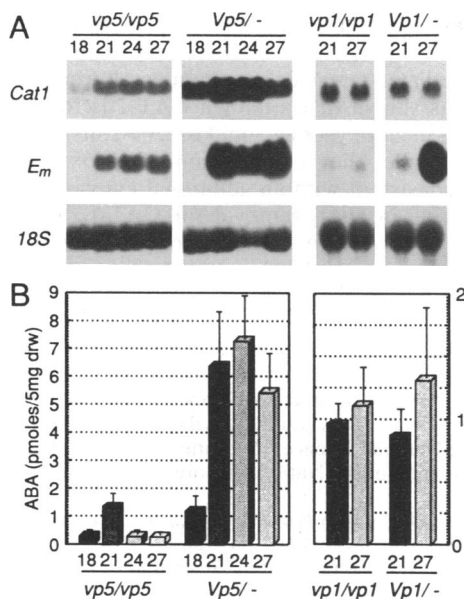 A
vp5/vp5 Vp5/- vp1/vp1 Vp1/-
18 21 24 27 18 21 24 27 21 27 21 27
Cat1
Em
18S
B
9
8
7
6
5
4
3
2
1
0
ABA (pmoles/5mg drw)
2
1
0
18 21 24 27 18 21 24 27 21 27 21 27
vp5/vp5 Vp5/- vp1/vp1 Vp1/-